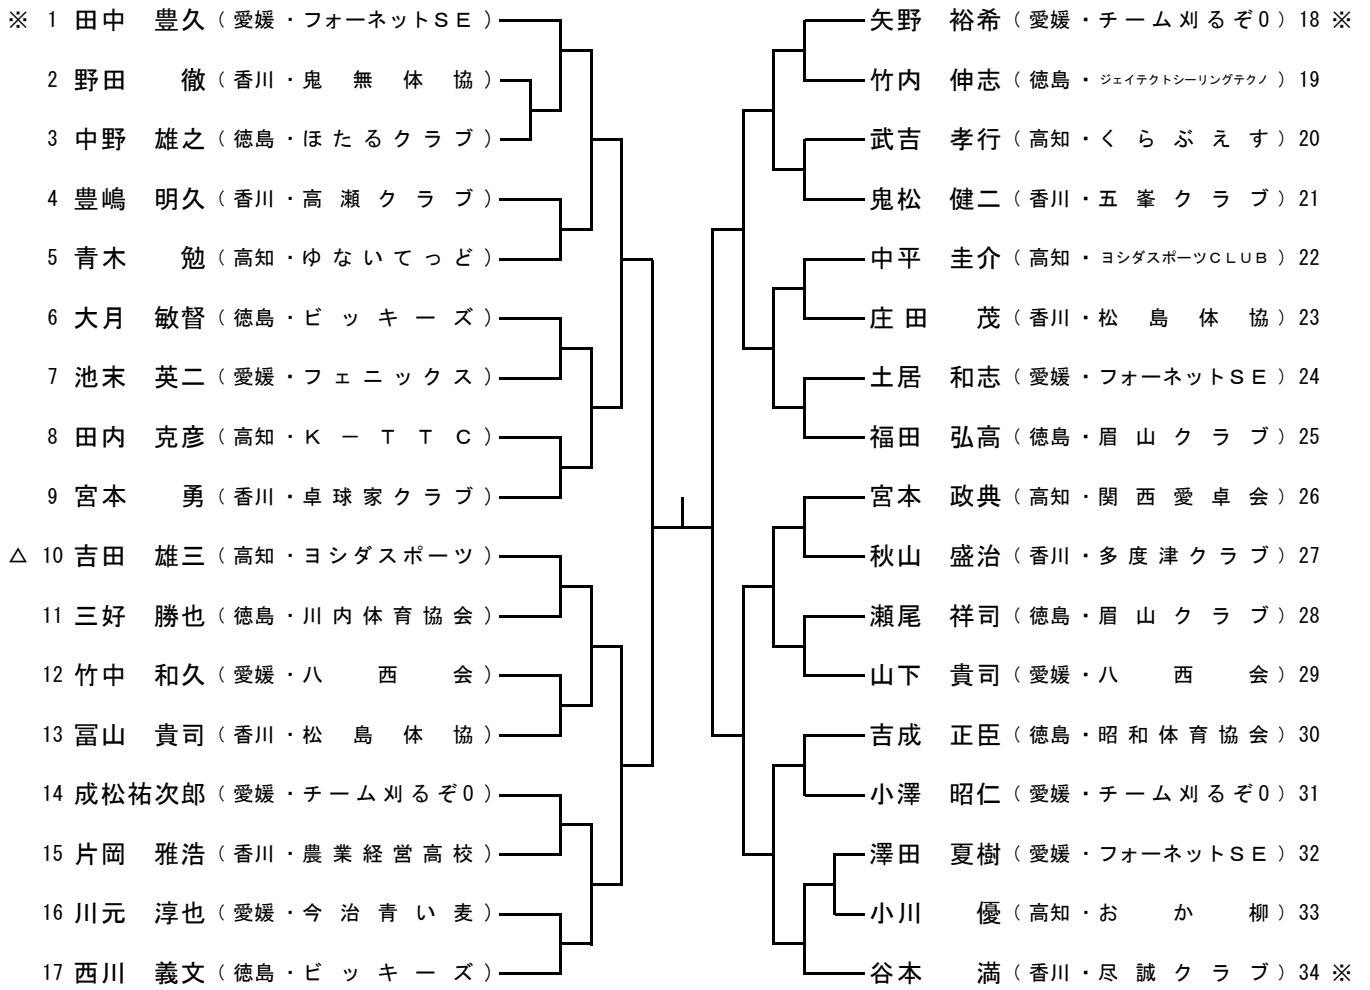 ※ 1 田中 豊久 (愛媛・フォーネットSE)
2 野田 徹 (香川・鬼無体協)
3 中野 雄之 (徳島・ほたるクラブ)
4 豊嶋 明久 (香川・高瀬クラブ)
5 青木 勉 (高知・ゆないてっど)
6 大月 敏督 (徳島・ビッキーズ)
7 池末 英二 (愛媛・フェニックス)
8 田内 克彦 (高知・K－TTC)
9 宮本 勇 (香川・卓球家クラブ)
△ 10 吉田 雄三 (高知・ヨシダスポーツ)
11 三好 勝也 (徳島・川内体育協会)
12 竹中 和久 (愛媛・八西会)
13 冨山 貴司 (香川・松島体協)
14 成松祐次郎 (愛媛・チーム刈るぞ0)
15 片岡 雅浩 (香川・農業経営高校)
16 川元 淳也 (愛媛・今治青い麦)
17 西川 義文 (徳島・ビッキーズ)
矢野 裕希 (愛媛・チーム刈るぞ0) 18 ※
竹内 伸志 (徳島・ジェイテクトシーリングテクノ) 19
武吉 孝行 (高知・くらぶえす) 20
鬼松 健二 (香川・五峯クラブ) 21
中平 圭介 (高知・ヨシダスポーツCLUB) 22
庄田 茂 (香川・松島体協) 23
土居 和志 (愛媛・フォーネットSE) 24
福田 弘高 (徳島・眉山クラブ) 25
宮本 政典 (高知・関西愛卓会) 26
秋山 盛治 (香川・多度津クラブ) 27
瀬尾 祥司 (徳島・眉山クラブ) 28
山下 貴司 (愛媛・八西会) 29
吉成 正臣 (徳島・昭和体育協会) 30
小澤 昭仁 (愛媛・チーム刈るぞ0) 31
澤田 夏樹 (愛媛・フォーネットSE) 32
小川 優 (高知・おか柳) 33
谷本 満 (香川・尽誠クラブ) 34 ※